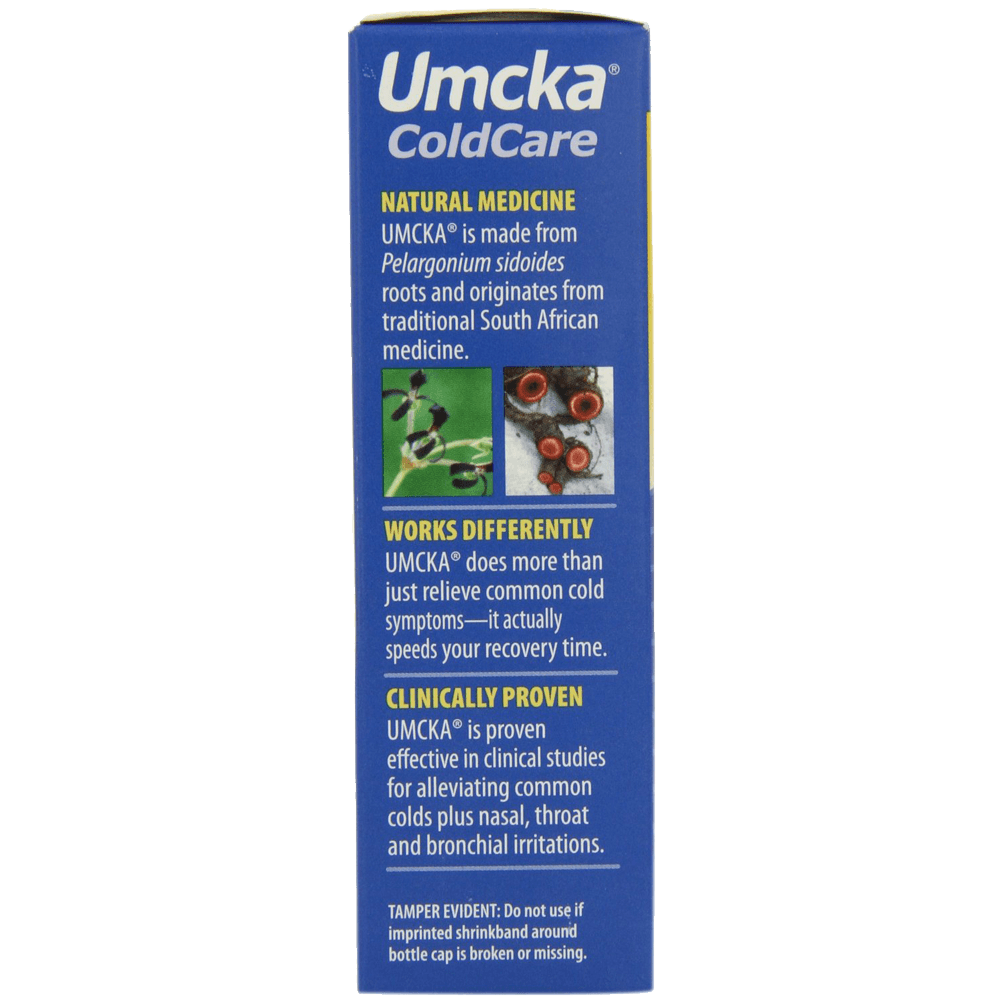 Umcka®
ColdCare
NATURAL MEDICINE
UMCKA® is made from
Pelargonium sidoides
roots and originates from
traditional South African
medicine.
WORKS DIFFERENTLY
UMCKA® does more than
just relieve common cold
symptoms—it actually
speeds your recovery time.
CLINICALLY PROVEN
UMCKA® is proven
effective in clinical studies
for alleviating common
colds plus nasal, throat
and bronchial irritations.
TAMPER EVIDENT: Do not use if
imprinted shrinkband around
bottle cap is broken or missing.